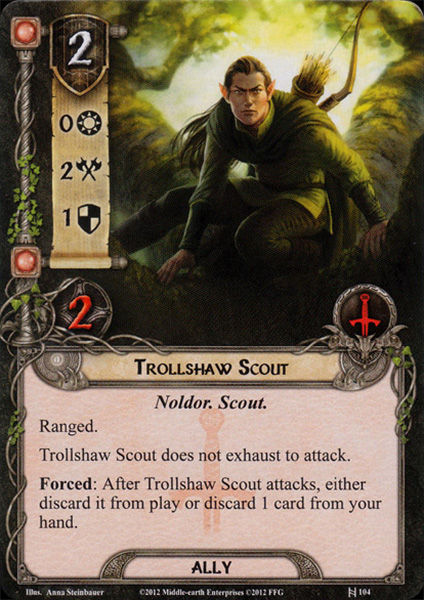 2
0
2
1
2
Trollshaw Scout
Noldor. Scout.
Ranged.
Trollshaw Scout does not exhaust to attack.
Forced: After Trollshaw Scout attacks, either
discard it from play or discard 1 card from your
hand.
ALLY
Illus. Anna Steinbauer ©2012 Middle-earth Enterprises ©2012 FFG 104